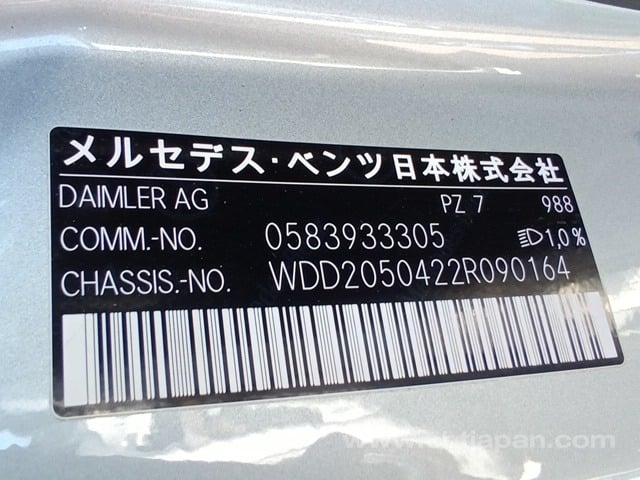 メルセデス・ベンツ日本株式会社
DAIMLER AG PZ 7 988
COMM.-NO. 0583933305 1,0%
CHASSIS.-NO. WDD2050422R090164